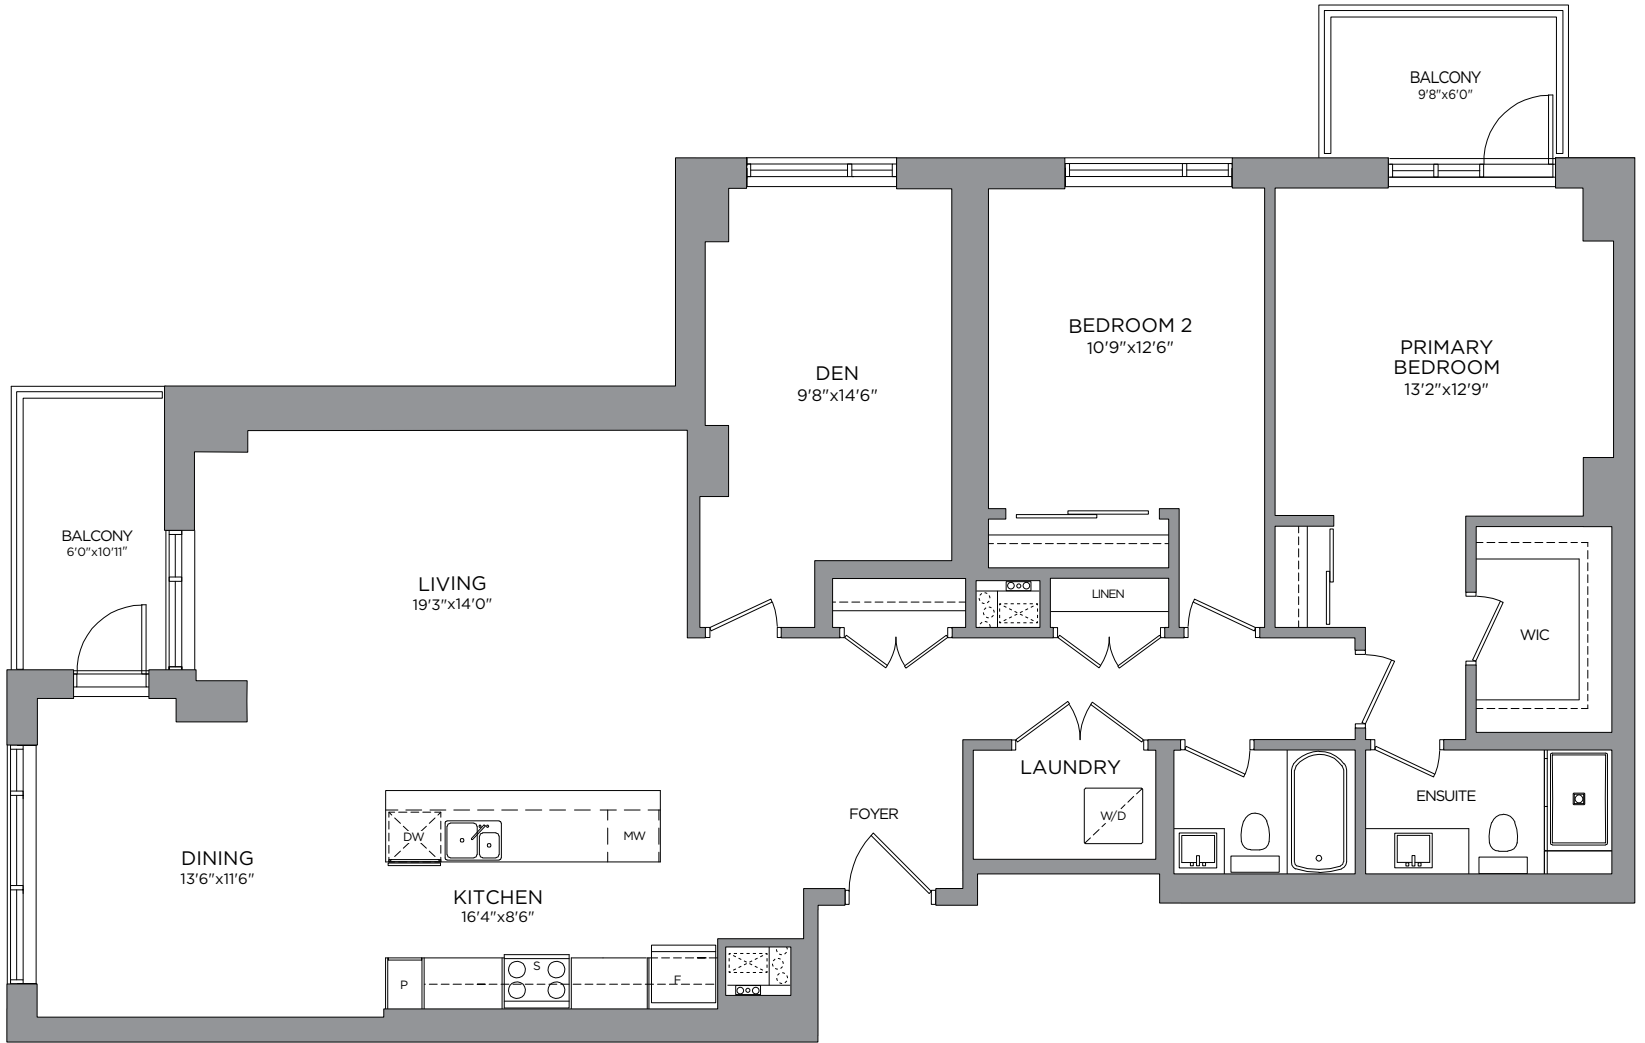 BALCONY
9'8"x6'0"
BEDROOM 2
10'9"x12'6"
PRIMARY
BEDROOM
13'2"x12'9"
DEN
9'8"x14'6"
BALCONY
6'0"x10'11"
LIVING
19'3"x14'0"
LINEN
WIC
LAUNDRY
W/D
ENSUITE
FOYER
DW
MW
DINING
13'6"x11'6"
KITCHEN
16'4"x8'6"
P
S
F